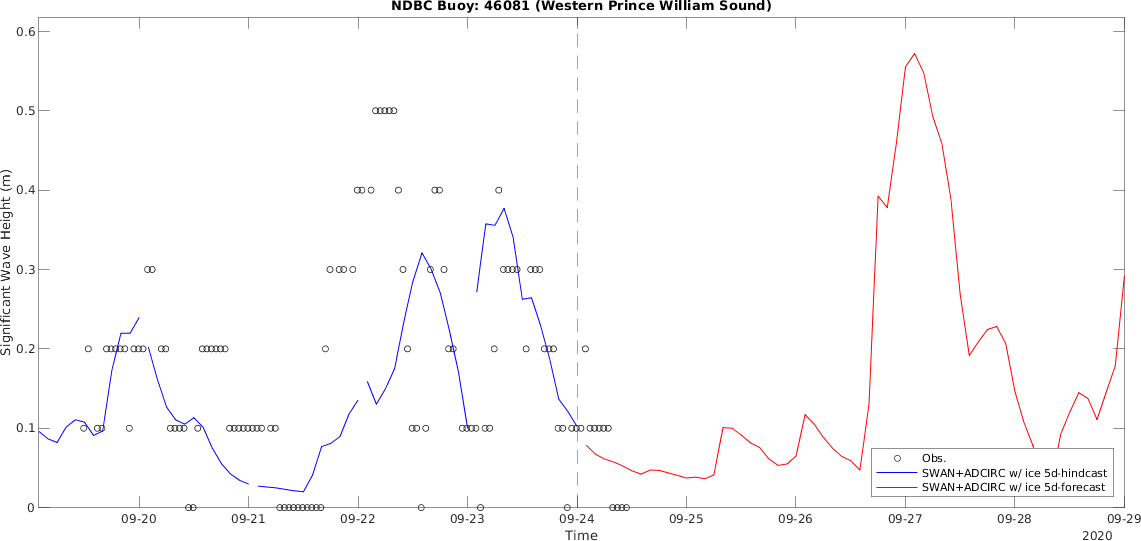 NDBC Buoy: 46081 (Western Prince William Sound)
0.6
0.5
0.4
0.3
0.2
0.1
0
Significant Wave Height (m)
Obs.
SWAN+ADCIRC w/ ice 5d-hindcast
SWAN+ADCIRC w/ ice 5d-forecast
09-20 09-21 09-22 09-23 09-24 09-25 09-26 09-27 09-28 09-29
Time
2020